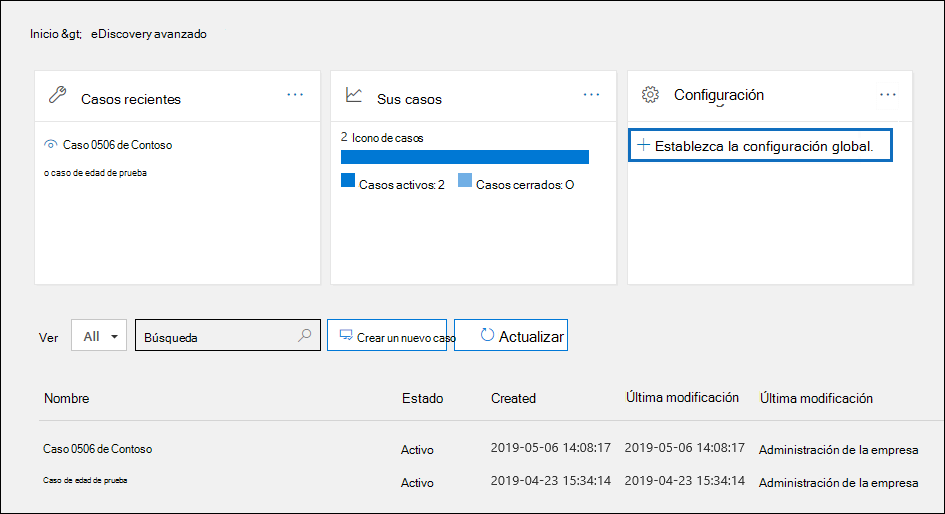 Inicio &gt; eDiscovery avanzado
Casos recientes ...
Sus casos ...
Configuración ...
Caso 0506 de Contoso
o caso de edad de prueba
2 Icono de casos
Casos activos: 2 Casos cerrados: O
+ Establezca la configuración global.
Ver All Búsqueda Crear un nuevo caso Actualizar
Nombre Estado Created Última modificación Última modificación
Caso 0506 de Contoso Activo 2019-05-06 14:08:17 2019-05-06 14:08:17 Administración de la empresa
Caso de edad de prueba Activo 2019-04-23 15:34:14 2019-04-23 15:34:14 Administración de la empresa